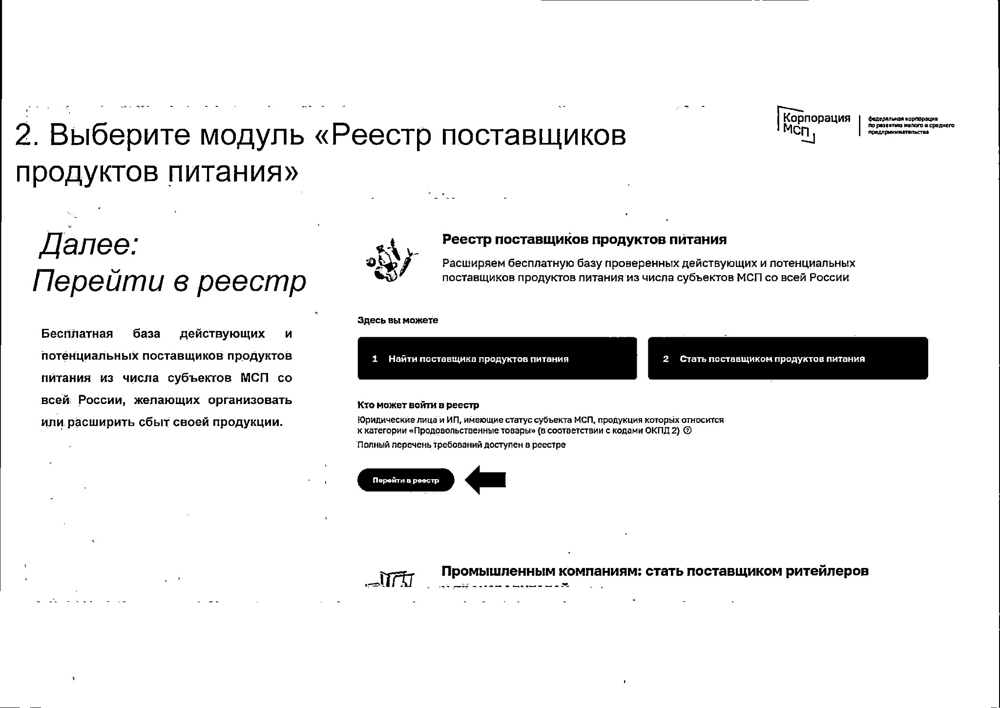 2. Выберите модуль «Реестр поставщиков
продуктов питания»
Корпорация
МСП
федеральная корпорация
по развитию малого и среднего
предпринимательства
Далее:
Перейти в реестр
Бесплатная база действующих и
потенциальных поставщиков продуктов
питания из числа субъектов МСП со
всей России, желающих организовать
или расширить сбыт своей продукции.
Реестр поставщиков продуктов питания
Расширяем бесплатную базу проверенных действующих и потенциальных
поставщиков продуктов питания из числа субъектов МСП со всей России
Здесь вы можете
1 Найти поставщика продуктов питания
2 Стать поставщиком продуктов питания
Кто может войти в реестр
Юридические лица и ИП, имеющие статус субъекта МСП, продукция которых относится
к категории «Продовольственные товары» (в соответствии с кодами ОКПД 2) ?
Полный перечень требований доступен в реестре
Перейти в реестр
Промышленным компаниям: стать поставщиком ритейлеров